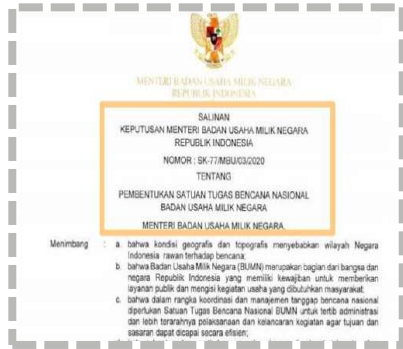 MENTERI BADAN USAHA MILIK NEGARA
REPUBLIK INDONESIA
SALINAN
KEPUTUSAN MENTERI BADAN USAHA MILIK NEGARA
REPUBLIK INDONESIA
NOMOR : SK-77/MBU/03/2020
TENTANG
PEMBENTUKAN SATUAN TUGAS BENCANA NASIONAL
BADAN USAHA MILIK NEGARA
MENTERI BADAN USAHA MILIK NEGARA
Menimbang : a. bahwa kondisi geografis dan topografis menyebabkan wilayah Negara
Indonesia rawan terhadap bencana;
b. bahwa Badan Usaha Milik Negara (BUMN) merupakan bagian dari bangsa dan
negara Republik Indonesia yang memiliki kewajiban untuk memberikan
layanan publik dan mengisi kegiatan usaha yang dibutuhkan masyarakat;
c. bahwa dalam rangka koordinasi dan manajemen tanggap bencana nasional
diperlukan Satuan Tugas Bencana Nasional BUMN untuk tertib administrasi
dan lebih terarahnya pelaksanaan dan kelancaran kegiatan agar tujuan dan
sasaran dapat dicapai secara efisien;